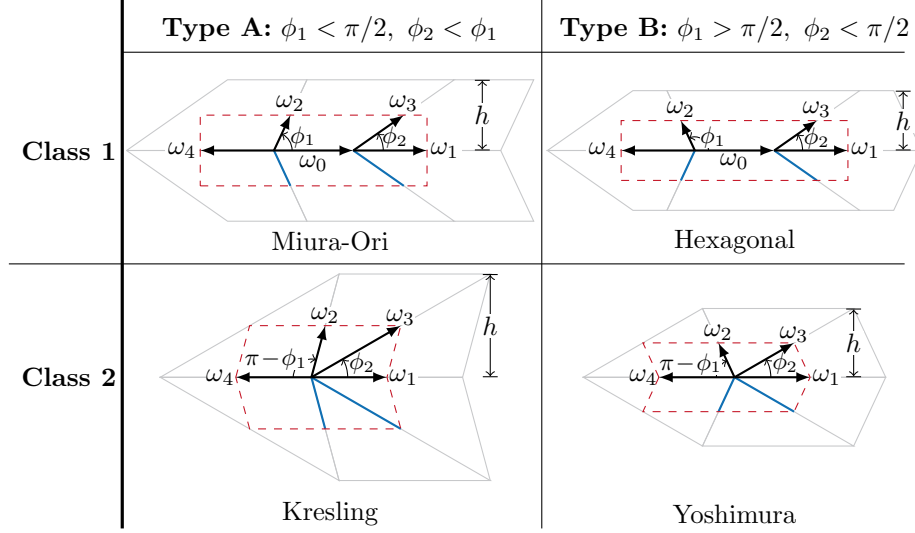 Type A: ϕ₁ < π/2, ϕ₂ < ϕ₁
Type B: ϕ₁ > π/2, ϕ₂ < π/2
Class 1
ω₂ ω₃ h
ϕ₁ ϕ₂
ω₄ ω₀ ω₁
Miura-Ori
ω₂ ω₃ h
ϕ₁ ϕ₂
ω₄ ω₀ ω₁
Hexagonal
Class 2
ω₂ ω₃ h
π−ϕ₁ ϕ₂
ω₄ ω₁
Kresling
ω₂ ω₃ h
π−ϕ₁ ϕ₂
ω₄ ω₁
Yoshimura